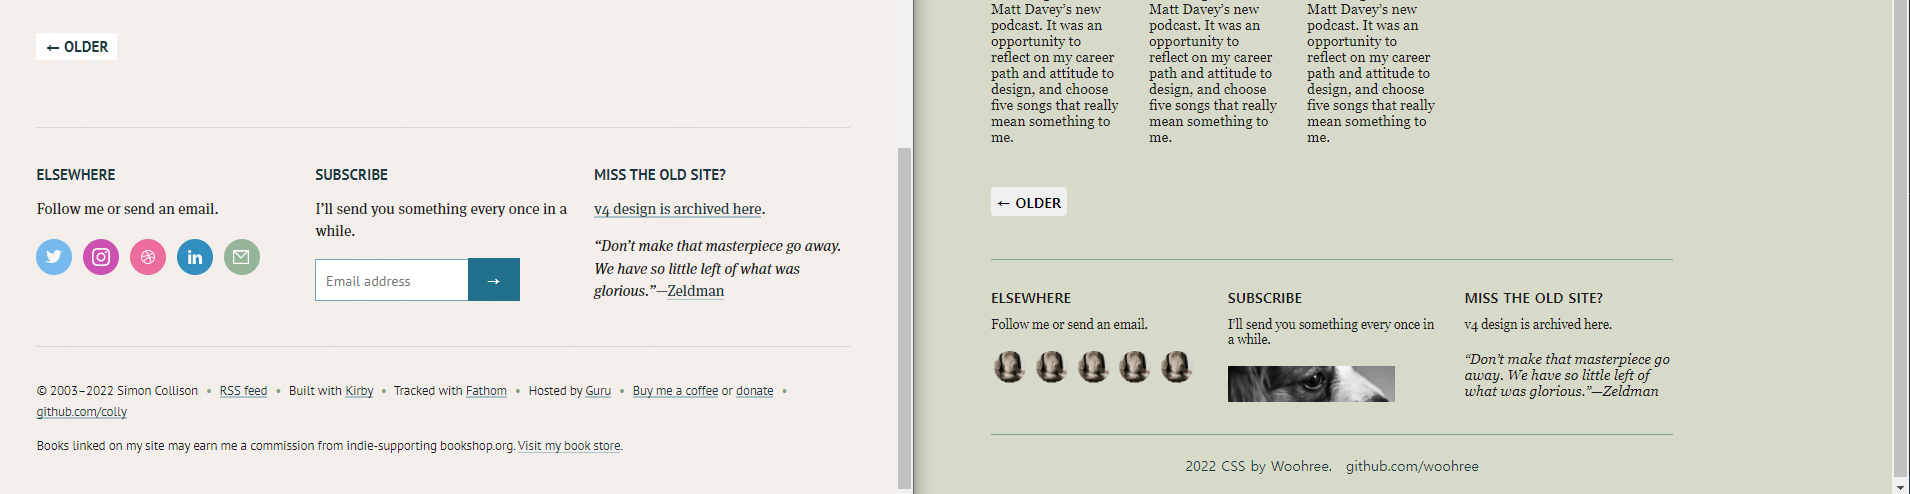 ← OLDER
ELSEWHERE
Follow me or send an email.
SUBSCRIBE
I’ll send you something every once in a
while.
Email address
→
MISS THE OLD SITE?
v4 design is archived here.
“Don’t make that masterpiece go away.
We have so little left of what was
glorious.”—Zeldman
© 2003–2022 Simon Collison • RSS feed • Built with Kirby • Tracked with Fathom • Hosted by Guru • Buy me a coffee or donate •
github.com/colly
Books linked on my site may earn me a commission from indie-supporting bookshop.org. Visit my book store.
Matt Davey’s new
podcast. It was an
opportunity to
reflect on my career
path and attitude to
design, and choose
five songs that really
mean something to
me.
Matt Davey’s new
podcast. It was an
opportunity to
reflect on my career
path and attitude to
design, and choose
five songs that really
mean something to
me.
Matt Davey’s new
podcast. It was an
opportunity to
reflect on my career
path and attitude to
design, and choose
five songs that really
mean something to
me.
← OLDER
ELSEWHERE
Follow me or send an email.
SUBSCRIBE
I’ll send you something every once in
a while.
MISS THE OLD SITE?
v4 design is archived here.
“Don’t make that masterpiece go
away. We have so little left of
what was glorious.”—Zeldman
2022 CSS by Woohree. github.com/woohree